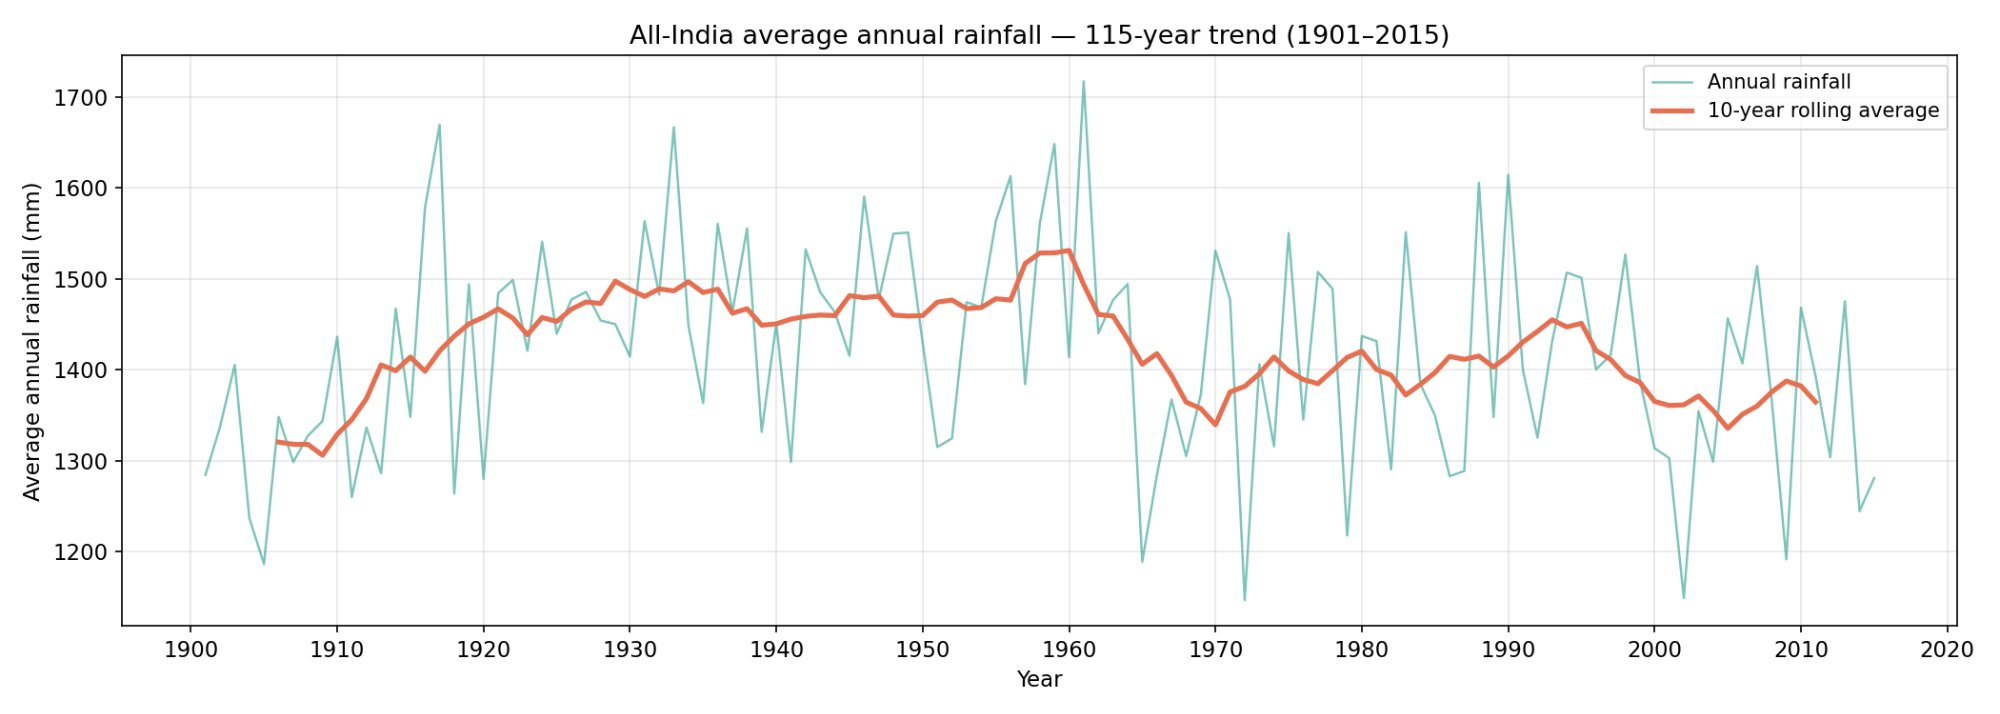 All-India average annual rainfall — 115-year trend (1901–2015)
Annual rainfall
10-year rolling average
Average annual rainfall (mm)
1700
1600
1500
1400
1300
1200
1900 1910 1920 1930 1940 1950 1960 1970 1980 1990 2000 2010 2020
Year